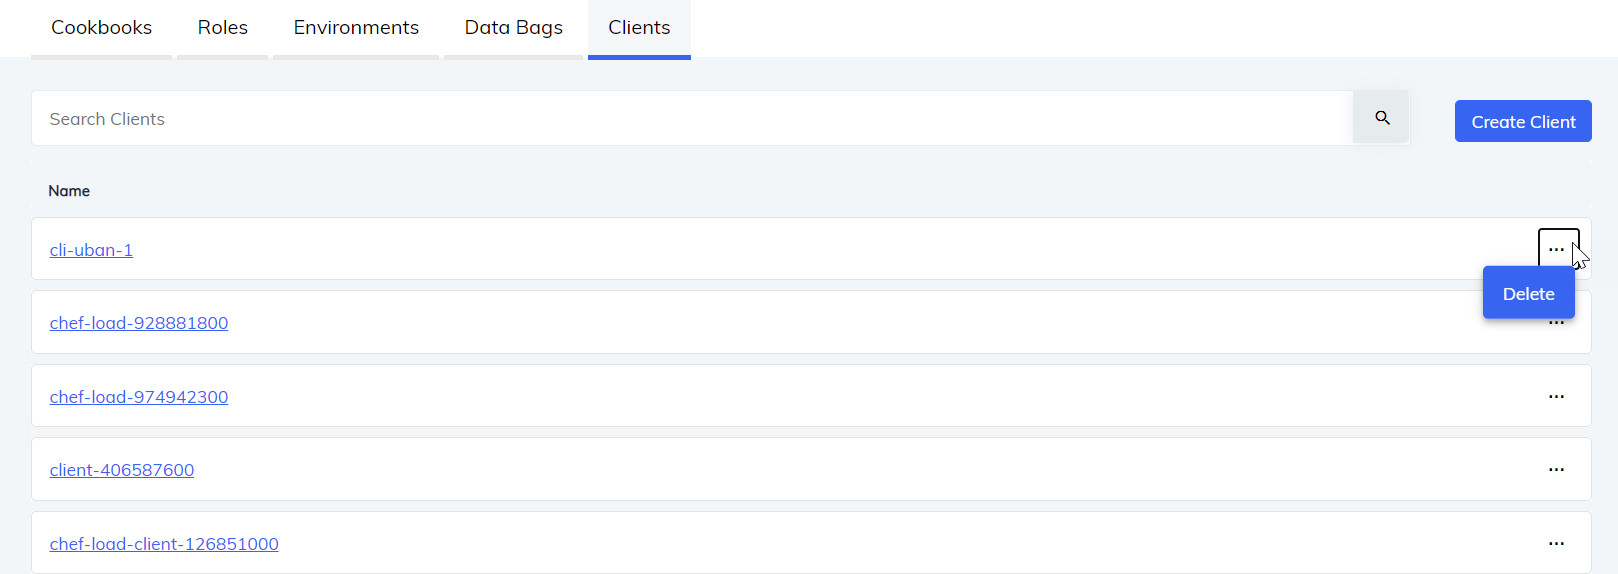 Cookbooks Roles Environments Data Bags Clients
Search Clients Create Client
Name
cli-uban-1 ...
Delete
chef-load-928881800 ...
chef-load-974942300 ...
client-406587600 ...
chef-load-client-126851000 ...